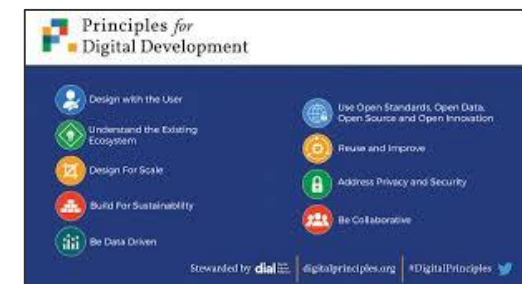 Principles for
Digital Development
Design with the User
Understand the Existing
Ecosystem
Design For Scale
Build For Sustainability
Be Data Driven
Use Open Standards, Open Data,
Open Source and Open Innovation
Reuse and Improve
Address Privacy and Security
Be Collaborative
Stewarded by dial digitalprinciples.org #DigitalPrinciples